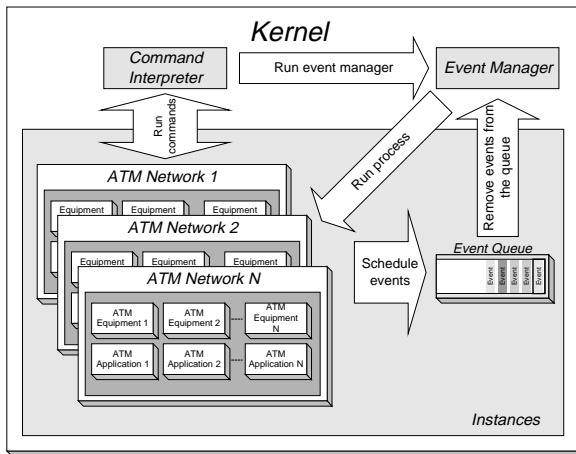 Kernel
Command
Interpreter
Run event manager
Event Manager
Run
commands
Run process
Remove events from
the queue
ATM Network 1
Equipment
Equipment
Equipment
ATM Network 2
Equipment
Equipment
Equipment
ATM Network N
ATM
Equipment 1
ATM
Equipment 2
ATM
Equipment
N
ATM
Application 1
ATM
Application 2
ATM
Application N
Schedule
events
Event Queue
Event
Event
Event
Event
Event
Instances